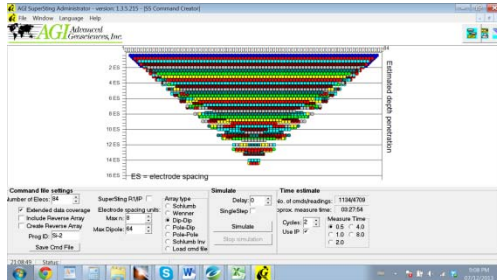 AGI SuperSting Administrator - version: 1.3.5.215 - [SS Command Creator]
File Window Language Help
AGI Advanced Geosciences, Inc.
84
2 ES
4 ES
6 ES
8 ES
10 ES
12 ES
14 ES
16 ES
ES = electrode spacing
Estimated depth penetration
Command file settings
Number of Elecs: 84
Extended data coverage
Include Reverse Array
Create Reverse Array
Prog ID: SI-2
Save Cmd File
SuperSting R1/IP
Electrode spacing units:
Max n: 8
Max Dipole: 64
Array type
Schlumb
Wenner
Dip-Dip
Pole-Dip
Pole-Pole
Schlumb Inv
Load cmd file
Simulate
Delay: 0
SingleStep
Simulate
Stop simulation
Time estimate
No. of cmds/readings: 1134/4709
Approx. measure time: 03:27:54
Cycles: 2
Use IP
Measure Time
0.5 4.0
1.0 8.0
2.0
21:08:49 Status:
5:08 PM